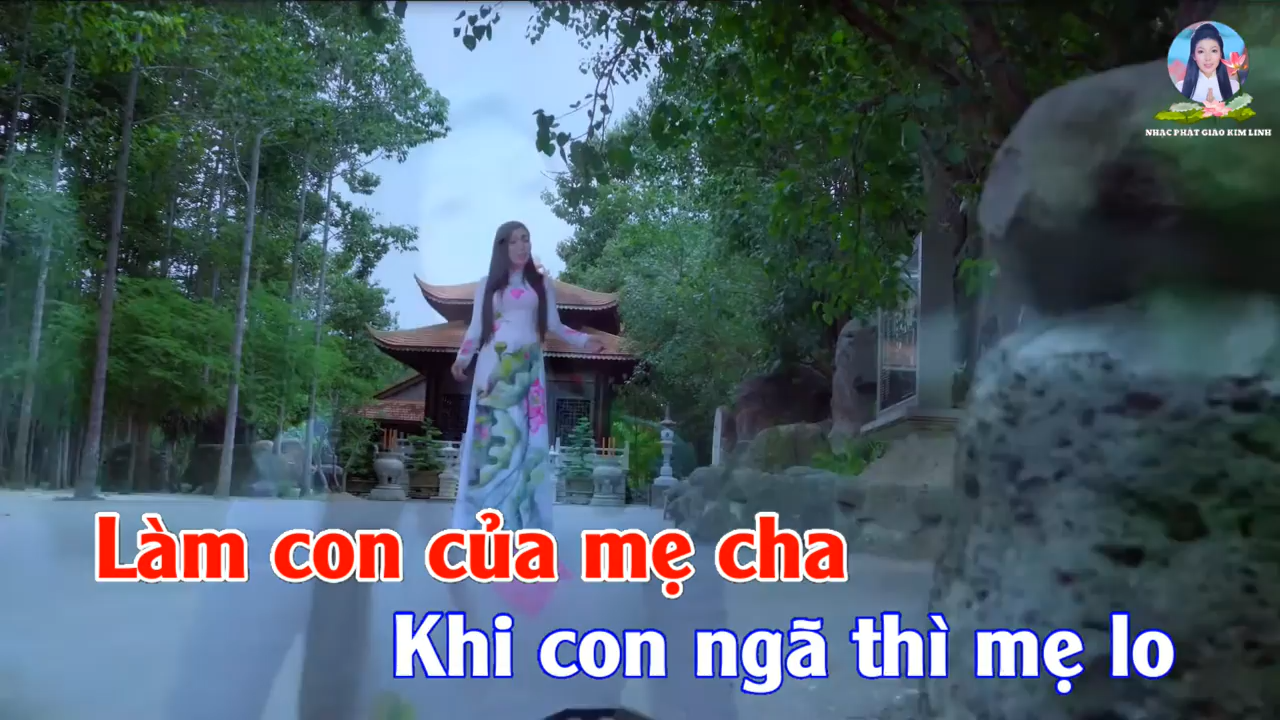 NHẠC PHẬT GIÁO KIM LINH
Làm con của mẹ cha
Khi con ngã thì mẹ lo